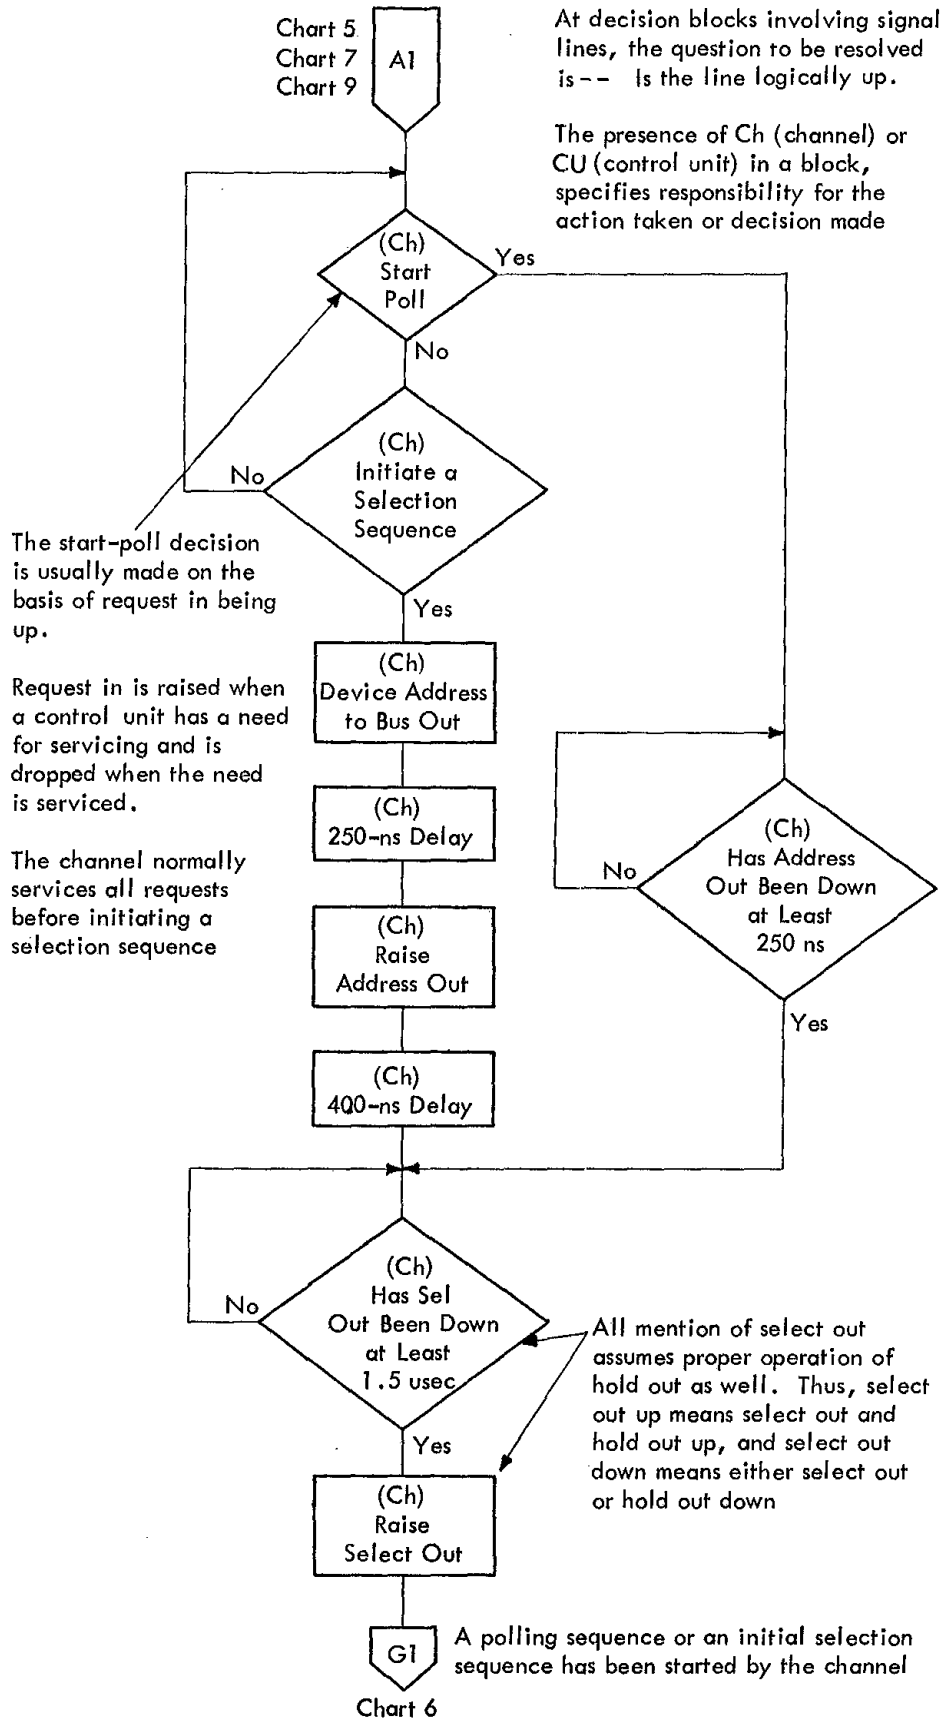 Chart 5
Chart 7
Chart 9
A1
At decision blocks involving signal
lines, the question to be resolved
is-- Is the line logically up.
The presence of Ch (channel) or
CU (control unit) in a block,
specifies responsibility for the
action taken or decision made
(Ch)
Start
Poll
Yes
No
(Ch)
Initiate a
Selection
Sequence
No
Yes
The start-poll decision
is usually made on the
basis of request in being
up.
Request in is raised when
a control unit has a need
for servicing and is
dropped when the need
is serviced.
The channel normally
services all requests
before initiating a
selection sequence
(Ch)
Device Address
to Bus Out
(Ch)
250-ns Delay
(Ch)
Raise
Address Out
(Ch)
400-ns Delay
(Ch)
Has Address
Out Been Down
at Least
250 ns
No
Yes
(Ch)
Has Sel
Out Been Down
at Least
1.5 usec
No
Yes
All mention of select out
assumes proper operation of
hold out as well. Thus, select
out up means select out and
hold out up, and select out
down means either select out
or hold out down
(Ch)
Raise
Select Out
G1
A polling sequence or an initial selection
sequence has been started by the channel
Chart 6